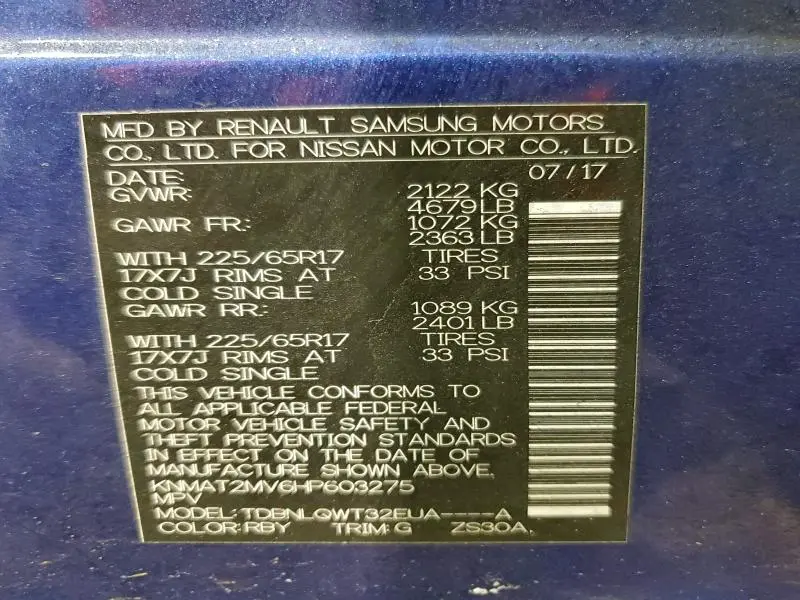 MFD BY RENAULT SAMSUNG MOTORS
CO., LTD. FOR NISSAN MOTOR CO., LTD.
DATE: 07/17
GVWR: 2122 KG
4679 LB
GAWR FR: 1072 KG
2363 LB
WITH 225/65R17 TIRES
17X7J RIMS AT 33 PSI
COLD SINGLE
GAWR RR: 1089 KG
2401 LB
WITH 225/65R17 TIRES
17X7J RIMS AT 33 PSI
COLD SINGLE
THIS VEHICLE CONFORMS TO
ALL APPLICABLE FEDERAL
MOTOR VEHICLE SAFETY AND
THEFT PREVENTION STANDARDS
IN EFFECT ON THE DATE OF
MANUFACTURE SHOWN ABOVE.
KNMAT2MV6HP603275
MPV
MODEL: TDBNLQWT32EUA----A
COLOR: RBY TRIM: G ZS30A